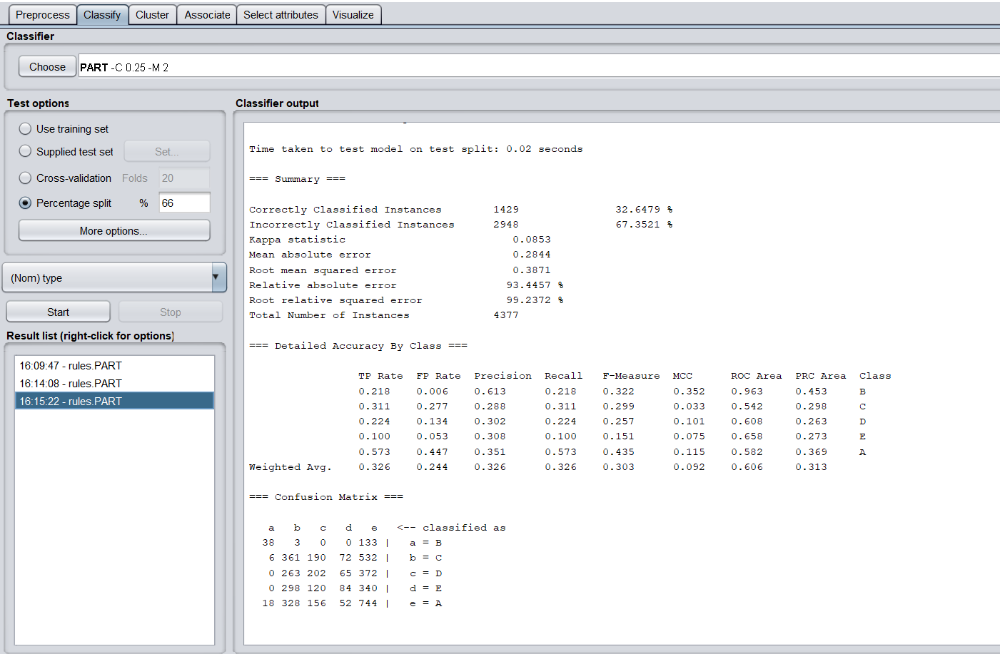 Preprocess Classify Cluster Associate Select attributes Visualize
Classifier
Choose PART -C 0.25 -M 2
Test options
Use training set
Supplied test set Set...
Cross-validation Folds 20
Percentage split % 66
More options...
(Nom) type
Start Stop
Result list (right-click for options)
16:09:47 - rules.PART
16:14:08 - rules.PART
16:15:22 - rules.PART
Classifier output
Time taken to test model on test split: 0.02 seconds
=== Summary ===
Correctly Classified Instances 1429 32.6479 %
Incorrectly Classified Instances 2948 67.3521 %
Kappa statistic 0.0853
Mean absolute error 0.2844
Root mean squared error 0.3871
Relative absolute error 93.4457 %
Root relative squared error 99.2372 %
Total Number of Instances 4377
=== Detailed Accuracy By Class ===
TP Rate FP Rate Precision Recall F-Measure MCC ROC Area PRC Area Class
0.218 0.006 0.613 0.218 0.322 0.352 0.963 0.453 B
0.311 0.277 0.288 0.311 0.299 0.033 0.542 0.298 C
0.224 0.134 0.302 0.224 0.257 0.101 0.608 0.263 D
0.100 0.053 0.308 0.100 0.151 0.075 0.658 0.273 E
0.573 0.447 0.351 0.573 0.435 0.115 0.582 0.369 A
Weighted Avg. 0.326 0.244 0.326 0.326 0.303 0.092 0.606 0.313
=== Confusion Matrix ===
a b c d e <-- classified as
38 3 0 0 133 | a = B
6 361 190 72 532 | b = C
0 263 202 65 372 | c = D
0 298 120 84 340 | d = E
18 328 156 52 744 | e = A